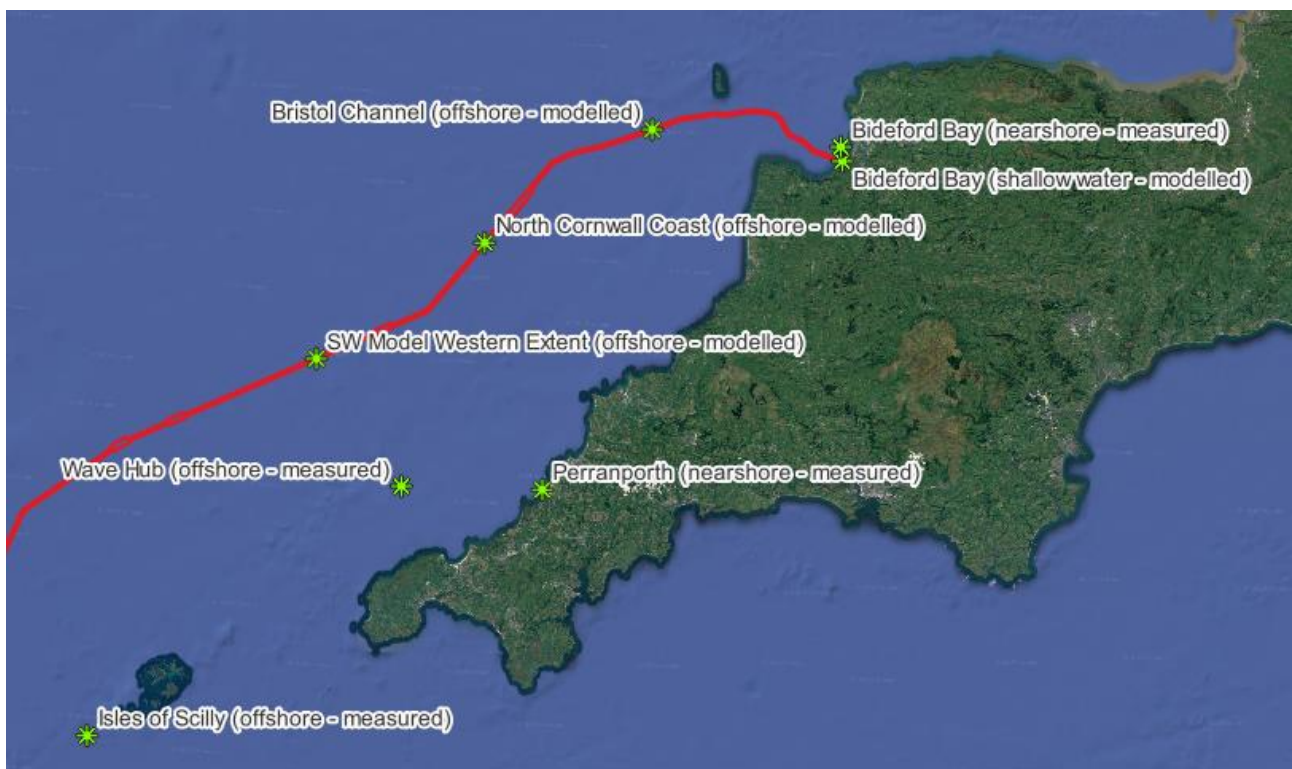 Bristol Channel (offshore - modelled)
Bideford Bay (nearshore - measured)
Bideford Bay (shallow water - modelled)
North Cornwall Coast (offshore - modelled)
SW Model Western Extent (offshore - modelled)
Wave Hub (offshore - measured)
Perranporth (nearshore - measured)
Isles of Scilly (offshore - measured)